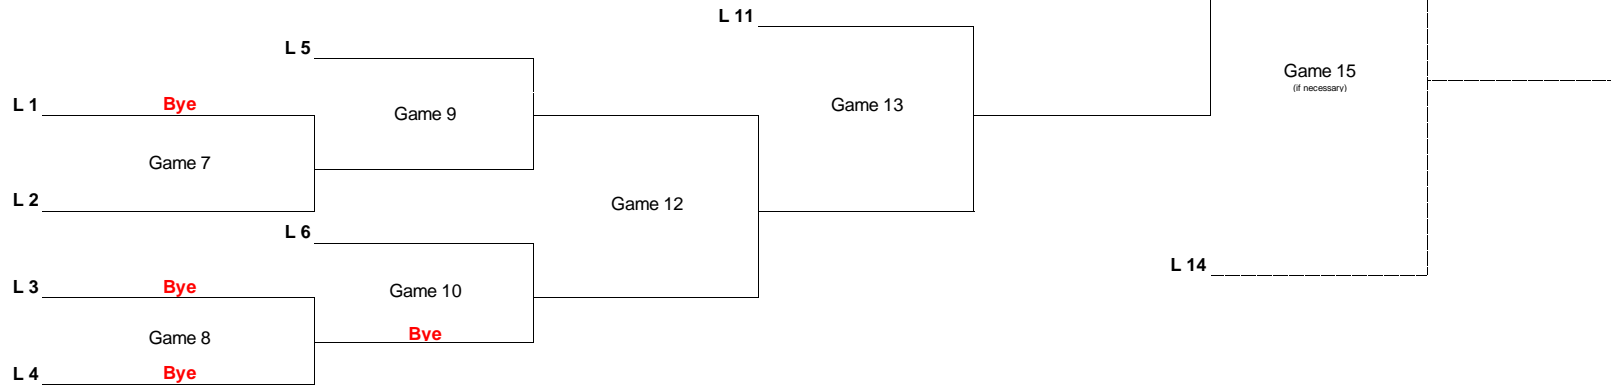 L 11
L 5
Game 15
(if necessary)
L 1
Bye
Game 9
Game 13
Game 7
L 2
Game 12
L 6
L 14
L 3
Bye
Game 10
Game 8
Bye
L 4
Bye